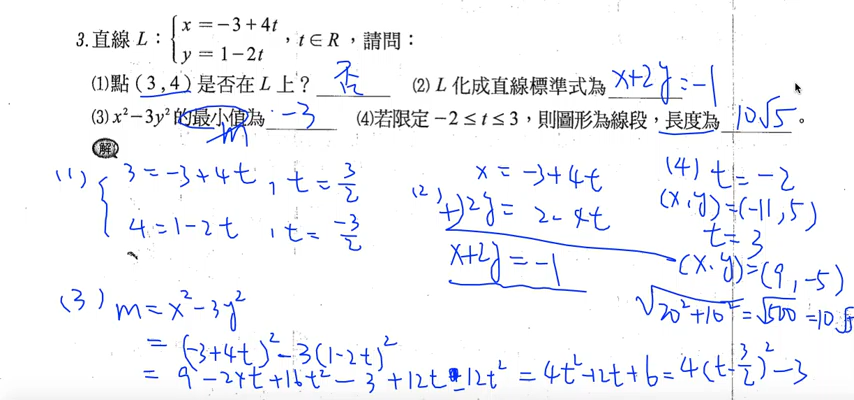 3.直線 L：{x=-3+4t, y=1-2t，t∈R，請問：
(1)點(3,4)是否在 L 上？ 否 (2) L 化成直線標準式為 x+2y=-1
(3) x²-3y²的最小值為 -3 (4)若限定 -2≤t≤3，則圖形為線段，長度為 10√5。
m
解
(1) { 3=-3+4t, t=3/2
4=1-2t, t=-3/2
(2) x=-3+4t
+)2y=2-4t
x+2y=-1
(4) t=-2
(x,y)=(-11,5)
t=3
(x,y)=(9,-5)
√20²+10²=√500=10√5
(3) m=x²-3y²
=(-3+4t)²-3(1-2t)²
=9-24t+16t²-3+12t-12t²=4t²-12t+6=4(t-3/2)²-3